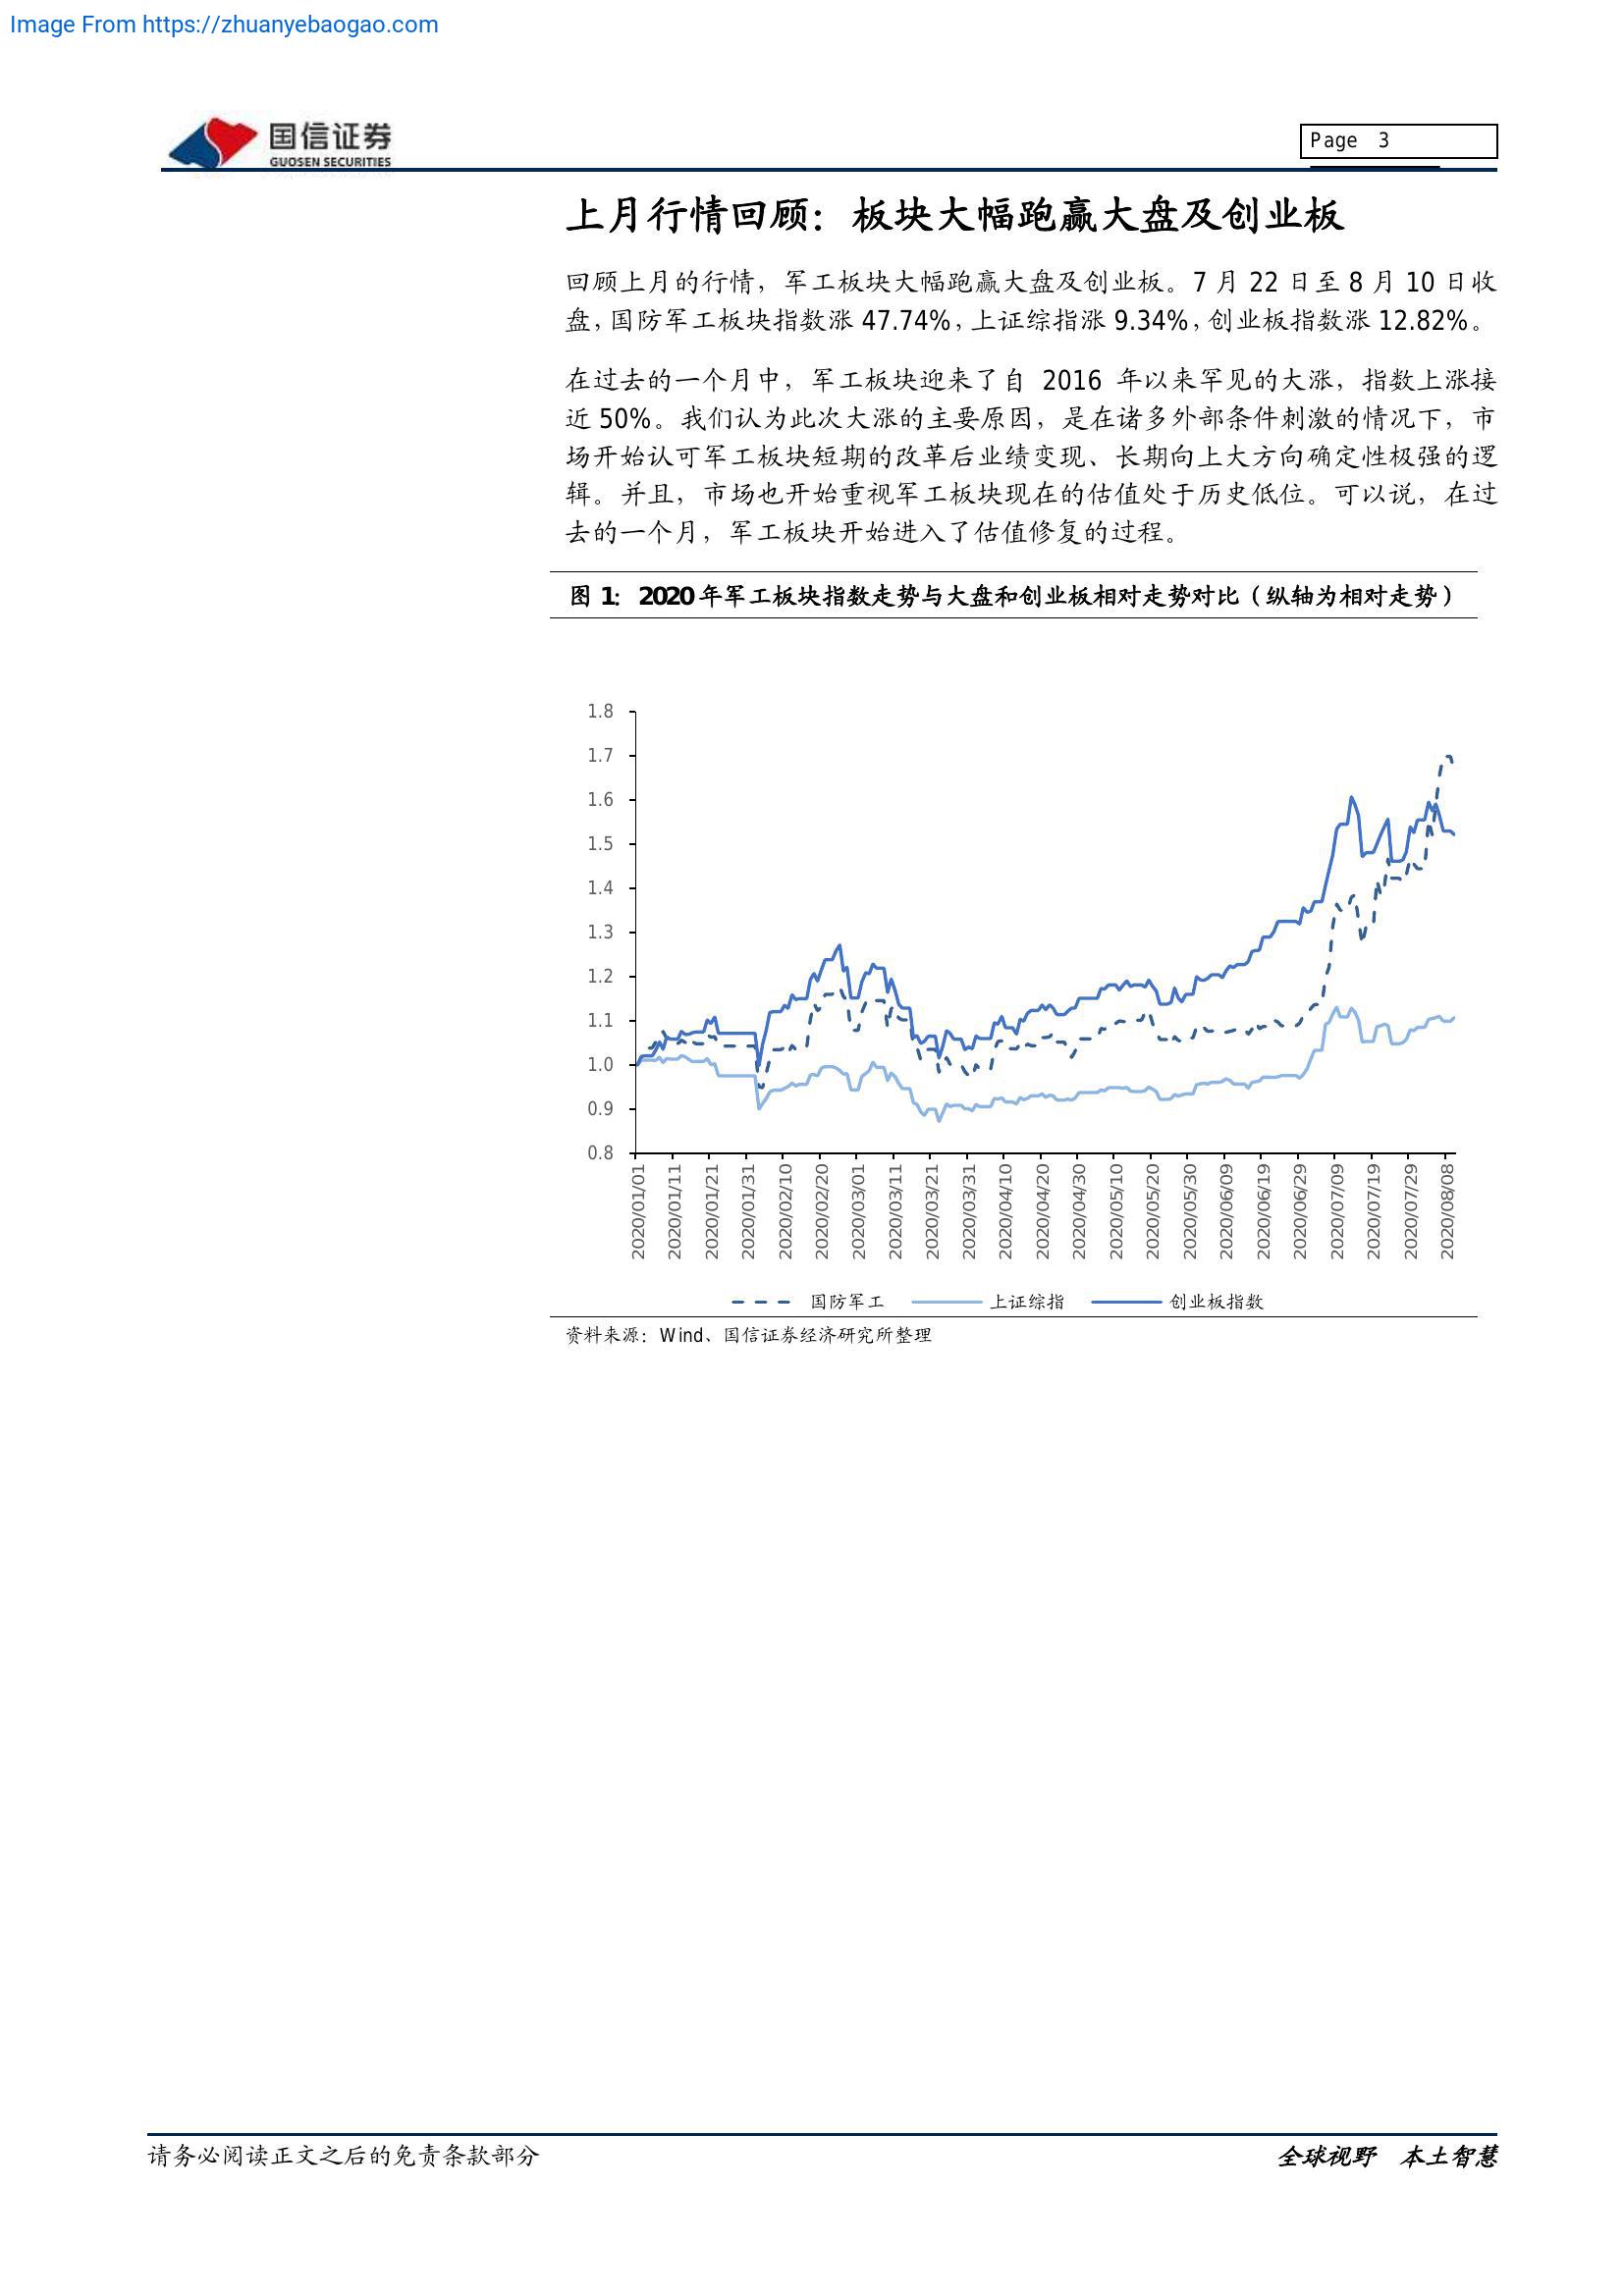 Image From https://zhuanyebaogao.com
国信证券
GUOSEN SECURITIES
Page 3
上月行情回顾：板块大幅跑赢大盘及创业板
回顾上月的行情，军工板块大幅跑赢大盘及创业板。7 月 22 日至 8 月 10 日收
盘，国防军工板块指数涨 47.74%，上证综指涨 9.34%，创业板指数涨 12.82%。
在过去的一个月中，军工板块迎来了自 2016 年以来罕见的大涨，指数上涨接
近 50%。我们认为此次大涨的主要原因，是在诸多外部条件刺激的情况下，市
场开始认可军工板块短期的改革后业绩变现、长期向上大方向确定性极强的逻
辑。并且，市场也开始重视军工板块现在的估值处于历史低位。可以说，在过
去的一个月，军工板块开始进入了估值修复的过程。
图 1：2020 年军工板块指数走势与大盘和创业板相对走势对比（纵轴为相对走势）
1.8
1.7
1.6
1.5
1.4
1.3
1.2
1.1
1.0
0.9
0.8
2020/01/01
2020/01/11
2020/01/21
2020/01/31
2020/02/10
2020/02/20
2020/03/01
2020/03/11
2020/03/21
2020/03/31
2020/04/10
2020/04/20
2020/04/30
2020/05/10
2020/05/20
2020/05/30
2020/06/09
2020/06/19
2020/06/29
2020/07/09
2020/07/19
2020/07/29
2020/08/08
国防军工 上证综指 创业板指数
资料来源：Wind、国信证券经济研究所整理
请务必阅读正文之后的免责条款部分
全球视野 本土智慧